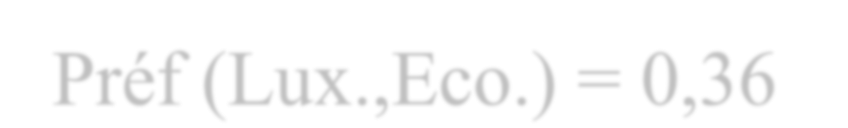 Préf (Lux.,Eco.) = 0,36